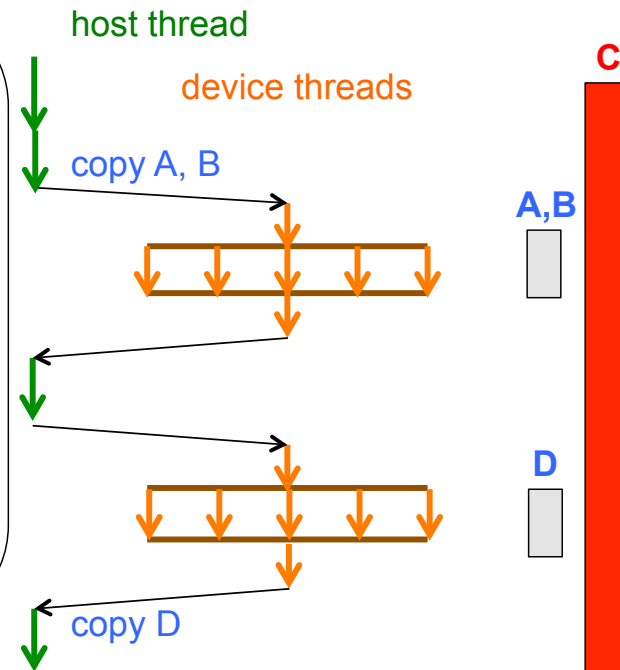 host thread
C
device threads
copy A, B
A,B
D
copy D